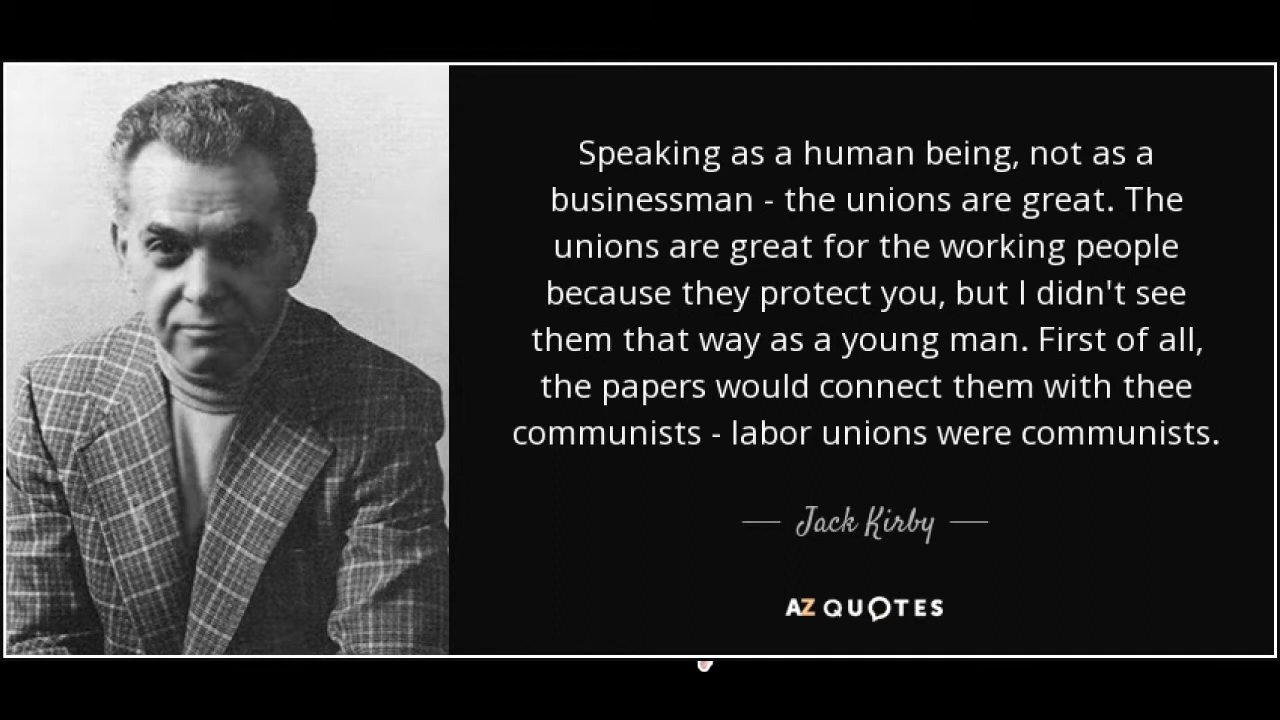 Speaking as a human being, not as a
businessman - the unions are great. The
unions are great for the working people
because they protect you, but I didn't see
them that way as a young man. First of all,
the papers would connect them with thee
communists - labor unions were communists.
Jack Kirby
AZ QUOTES